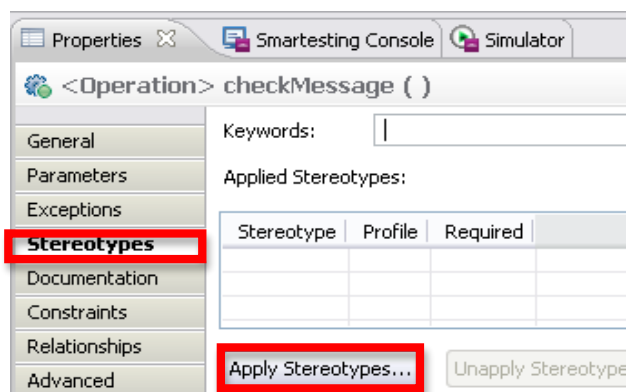 Properties Smartesting Console Simulator
<Operation> checkMessage ( )
General
Parameters
Exceptions
Stereotypes
Documentation
Constraints
Relationships
Advanced
Keywords:
Applied Stereotypes:
Stereotype Profile Required
Apply Stereotypes... Unapply Stereotype